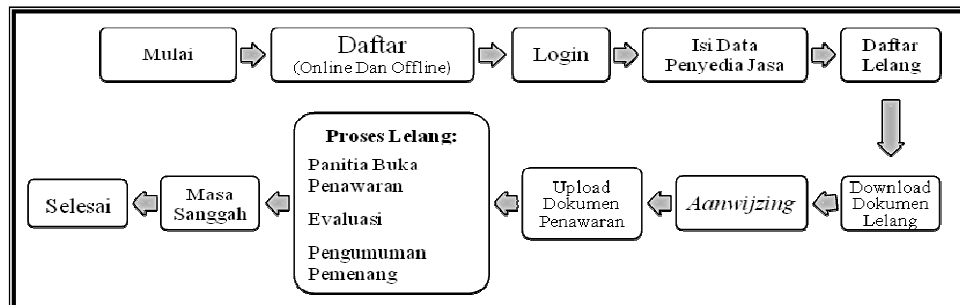 Mulai
Daftar
(Online Dan Offline)
Login
Isi Data
Penyedia Jasa
Daftar
Lelang
Download
Dokumen
Lelang
Aanwijzing
Upload
Dokumen
Penawaran
Proses Lelang:
Panitia Buka
Penawaran
Evaluasi
Pengumuman
Pemenang
Masa
Sanggah
Selesai